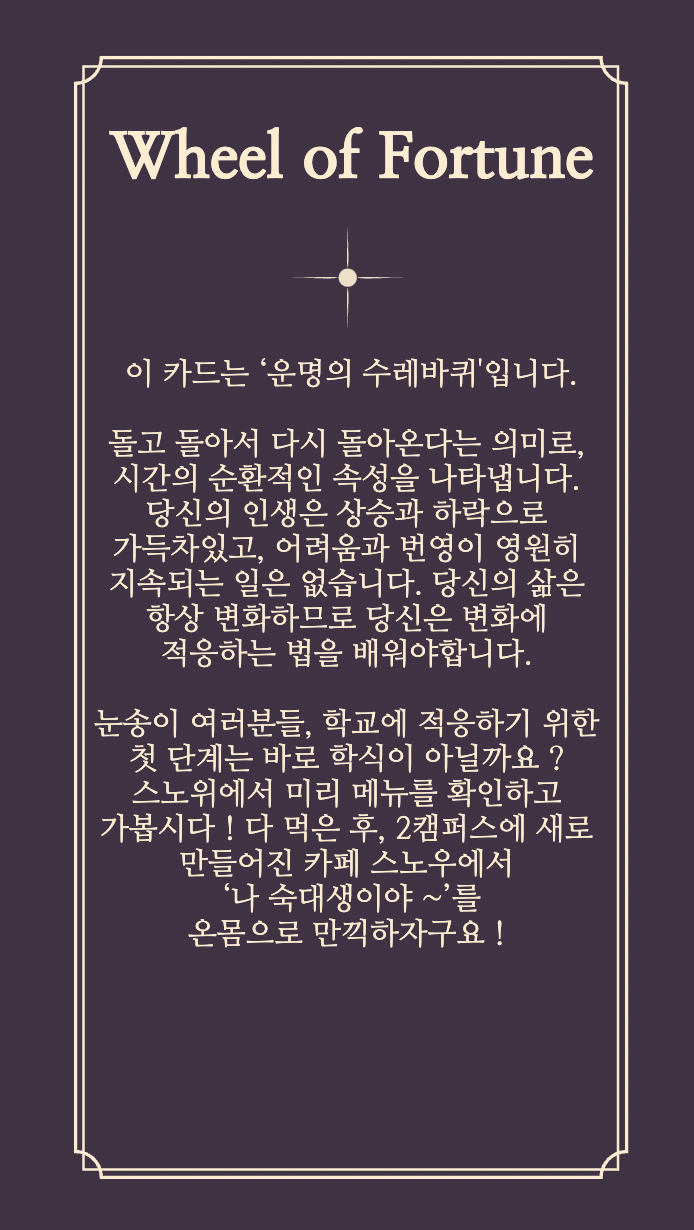 Wheel of Fortune
이 카드는 ‘운명의 수레바퀴'입니다.
돌고 돌아서 다시 돌아온다는 의미로,
시간의 순환적인 속성을 나타냅니다.
당신의 인생은 상승과 하락으로
가득차있고, 어려움과 번영이 영원히
지속되는 일은 없습니다. 당신의 삶은
항상 변화하므로 당신은 변화에
적응하는 법을 배워야합니다.
눈송이 여러분들, 학교에 적응하기 위한
첫 단계는 바로 학식이 아닐까요 ?
스노위에서 미리 메뉴를 확인하고
가봅시다 ! 다 먹은 후, 2캠퍼스에 새로
만들어진 카페 스노우에서
‘나 숙대생이야 ~’를
온몸으로 만끽하자구요 !